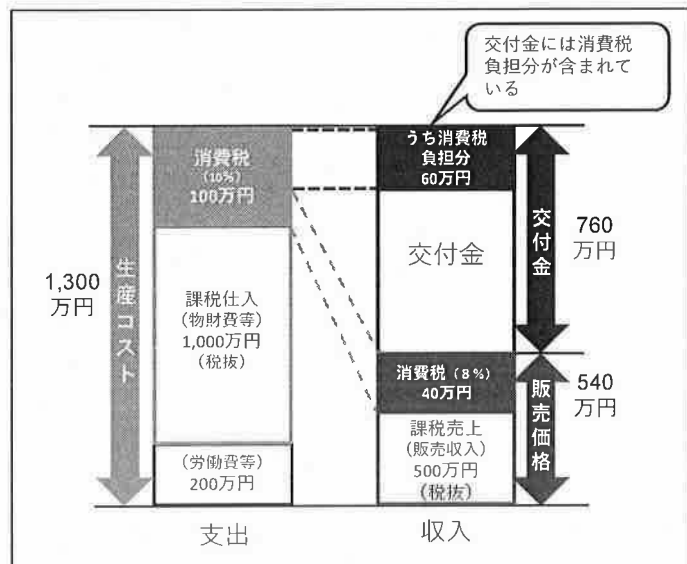 交付金には消費税
負担分が含まれて
いる
消費税
(10%)
100万円
うち消費税
負担分
60万円
交付金
交付金
760
万円
1,300
万円
生産コスト
課税仕入
(物財費等)
1,000万円
(税抜)
消費税(8%)
40万円
540
万円
販売価格
課税売上
(販売収入)
500万円
(税抜)
(労働費等)
200万円
支出
収入